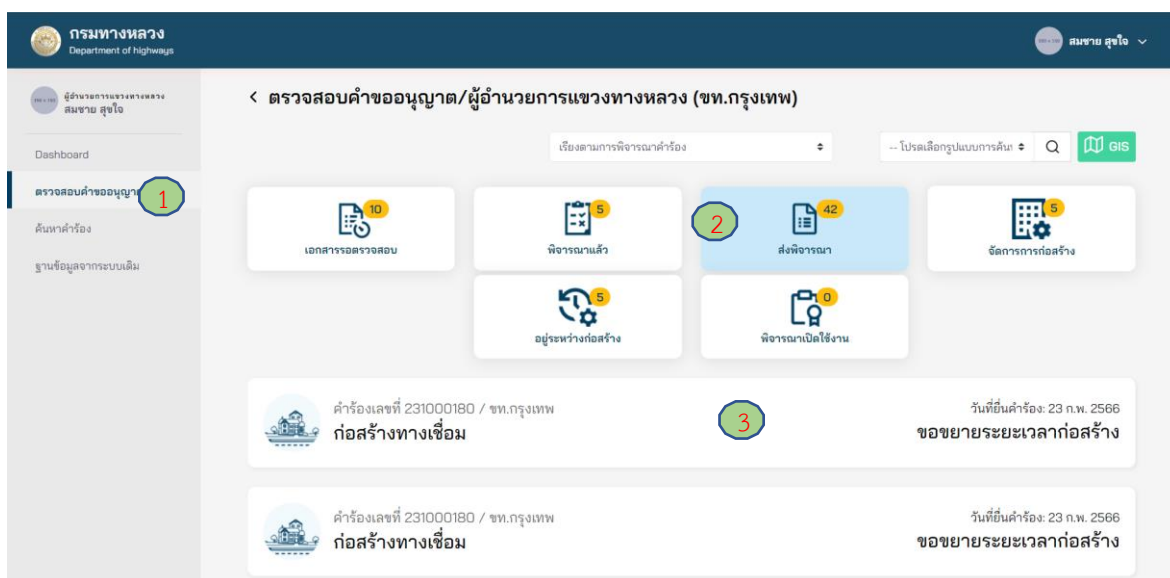 กรมทางหลวง
Department of highways
สมชาย สุขใจ
ผู้อำนวยการแขวงทางหลวง
สมชาย สุขใจ
Dashboard
ตรวจสอบคำขออนุญาต
1
ค้นหาคำร้อง
ฐานข้อมูลจากระบบเดิม
< ตรวจสอบคำขออนุญาต/ผู้อำนวยการแขวงทางหลวง (ขท.กรุงเทพ)
เรียงตามการพิจารณาคำร้อง
-- โปรดเลือกรูปแบบการค้น
GIS
10
เอกสารรอตรวจสอบ
5
พิจารณาแล้ว
2
42
ส่งพิจารณา
5
จัดการการก่อสร้าง
5
อยู่ระหว่างก่อสร้าง
0
พิจารณาเปิดใช้งาน
คำร้องเลขที่ 231000180 / ขท.กรุงเทพ
ก่อสร้างทางเชื่อม
3
วันที่ยื่นคำร้อง: 23 ก.พ. 2566
ขอขยายระยะเวลาก่อสร้าง
คำร้องเลขที่ 231000180 / ขท.กรุงเทพ
ก่อสร้างทางเชื่อม
วันที่ยื่นคำร้อง: 23 ก.พ. 2566
ขอขยายระยะเวลาก่อสร้าง